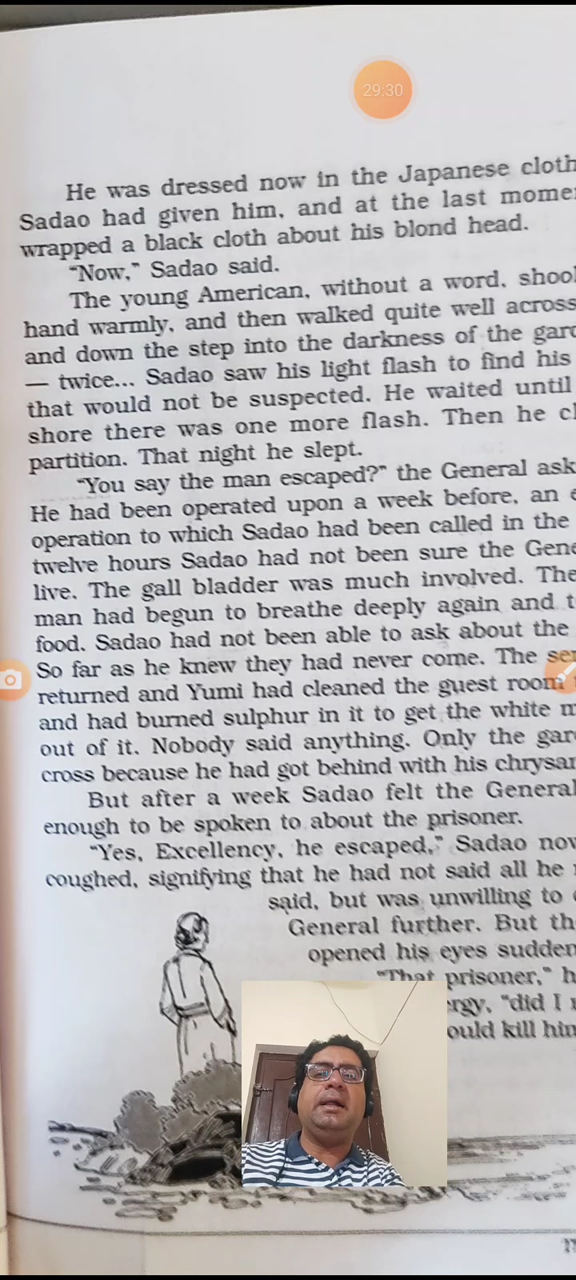 29:30
He was dressed now in the Japanese cloth
Sadao had given him, and at the last mome
wrapped a black cloth about his blond head.
"Now," Sadao said.
The young American, without a word, shoo
hand warmly, and then walked quite well across
and down the step into the darkness of the gar
— twice... Sadao saw his light flash to find his
that would not be suspected. He waited until
shore there was one more flash. Then he cl
partition. That night he slept.
"You say the man escaped?" the General ask
He had been operated upon a week before, an e
operation to which Sadao had been called in the
twelve hours Sadao had not been sure the Gene
live. The gall bladder was much involved. The
man had begun to breathe deeply again and t
food. Sadao had not been able to ask about the
So far as he knew they had never come. The ser
returned and Yumi had cleaned the guest room
and had burned sulphur in it to get the white m
out of it. Nobody said anything. Only the gar
cross because he had got behind with his chrysan
But after a week Sadao felt the General
enough to be spoken to about the prisoner.
"Yes, Excellency, he escaped," Sadao now
coughed, signifying that he had not said all he
said, but was unwilling to
General further. But th
opened his eyes sudden
"That prisoner," h
ergy, "did I
ould kill him